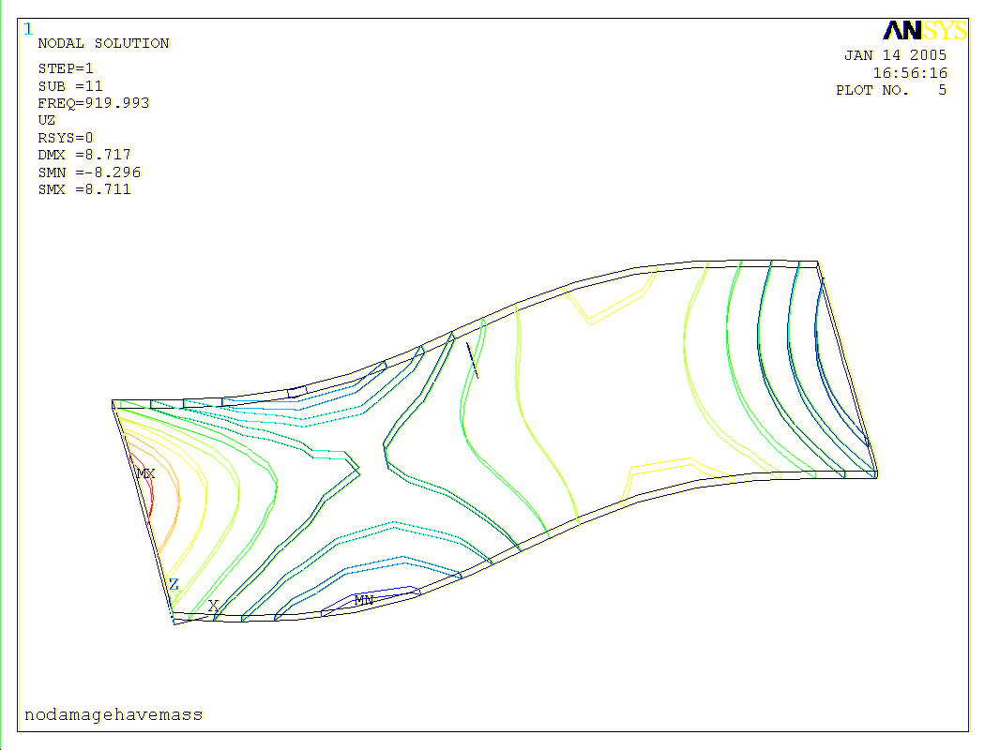 1
ANSYS
NODAL SOLUTION
JAN 14 2005
STEP=1
16:56:16
SUB =11
PLOT NO. 5
FREQ=919.993
UZ
RSYS=0
DMX =8.717
SMN =-8.296
SMX =8.711
MX
Z
X
MN
nodamagehavemass